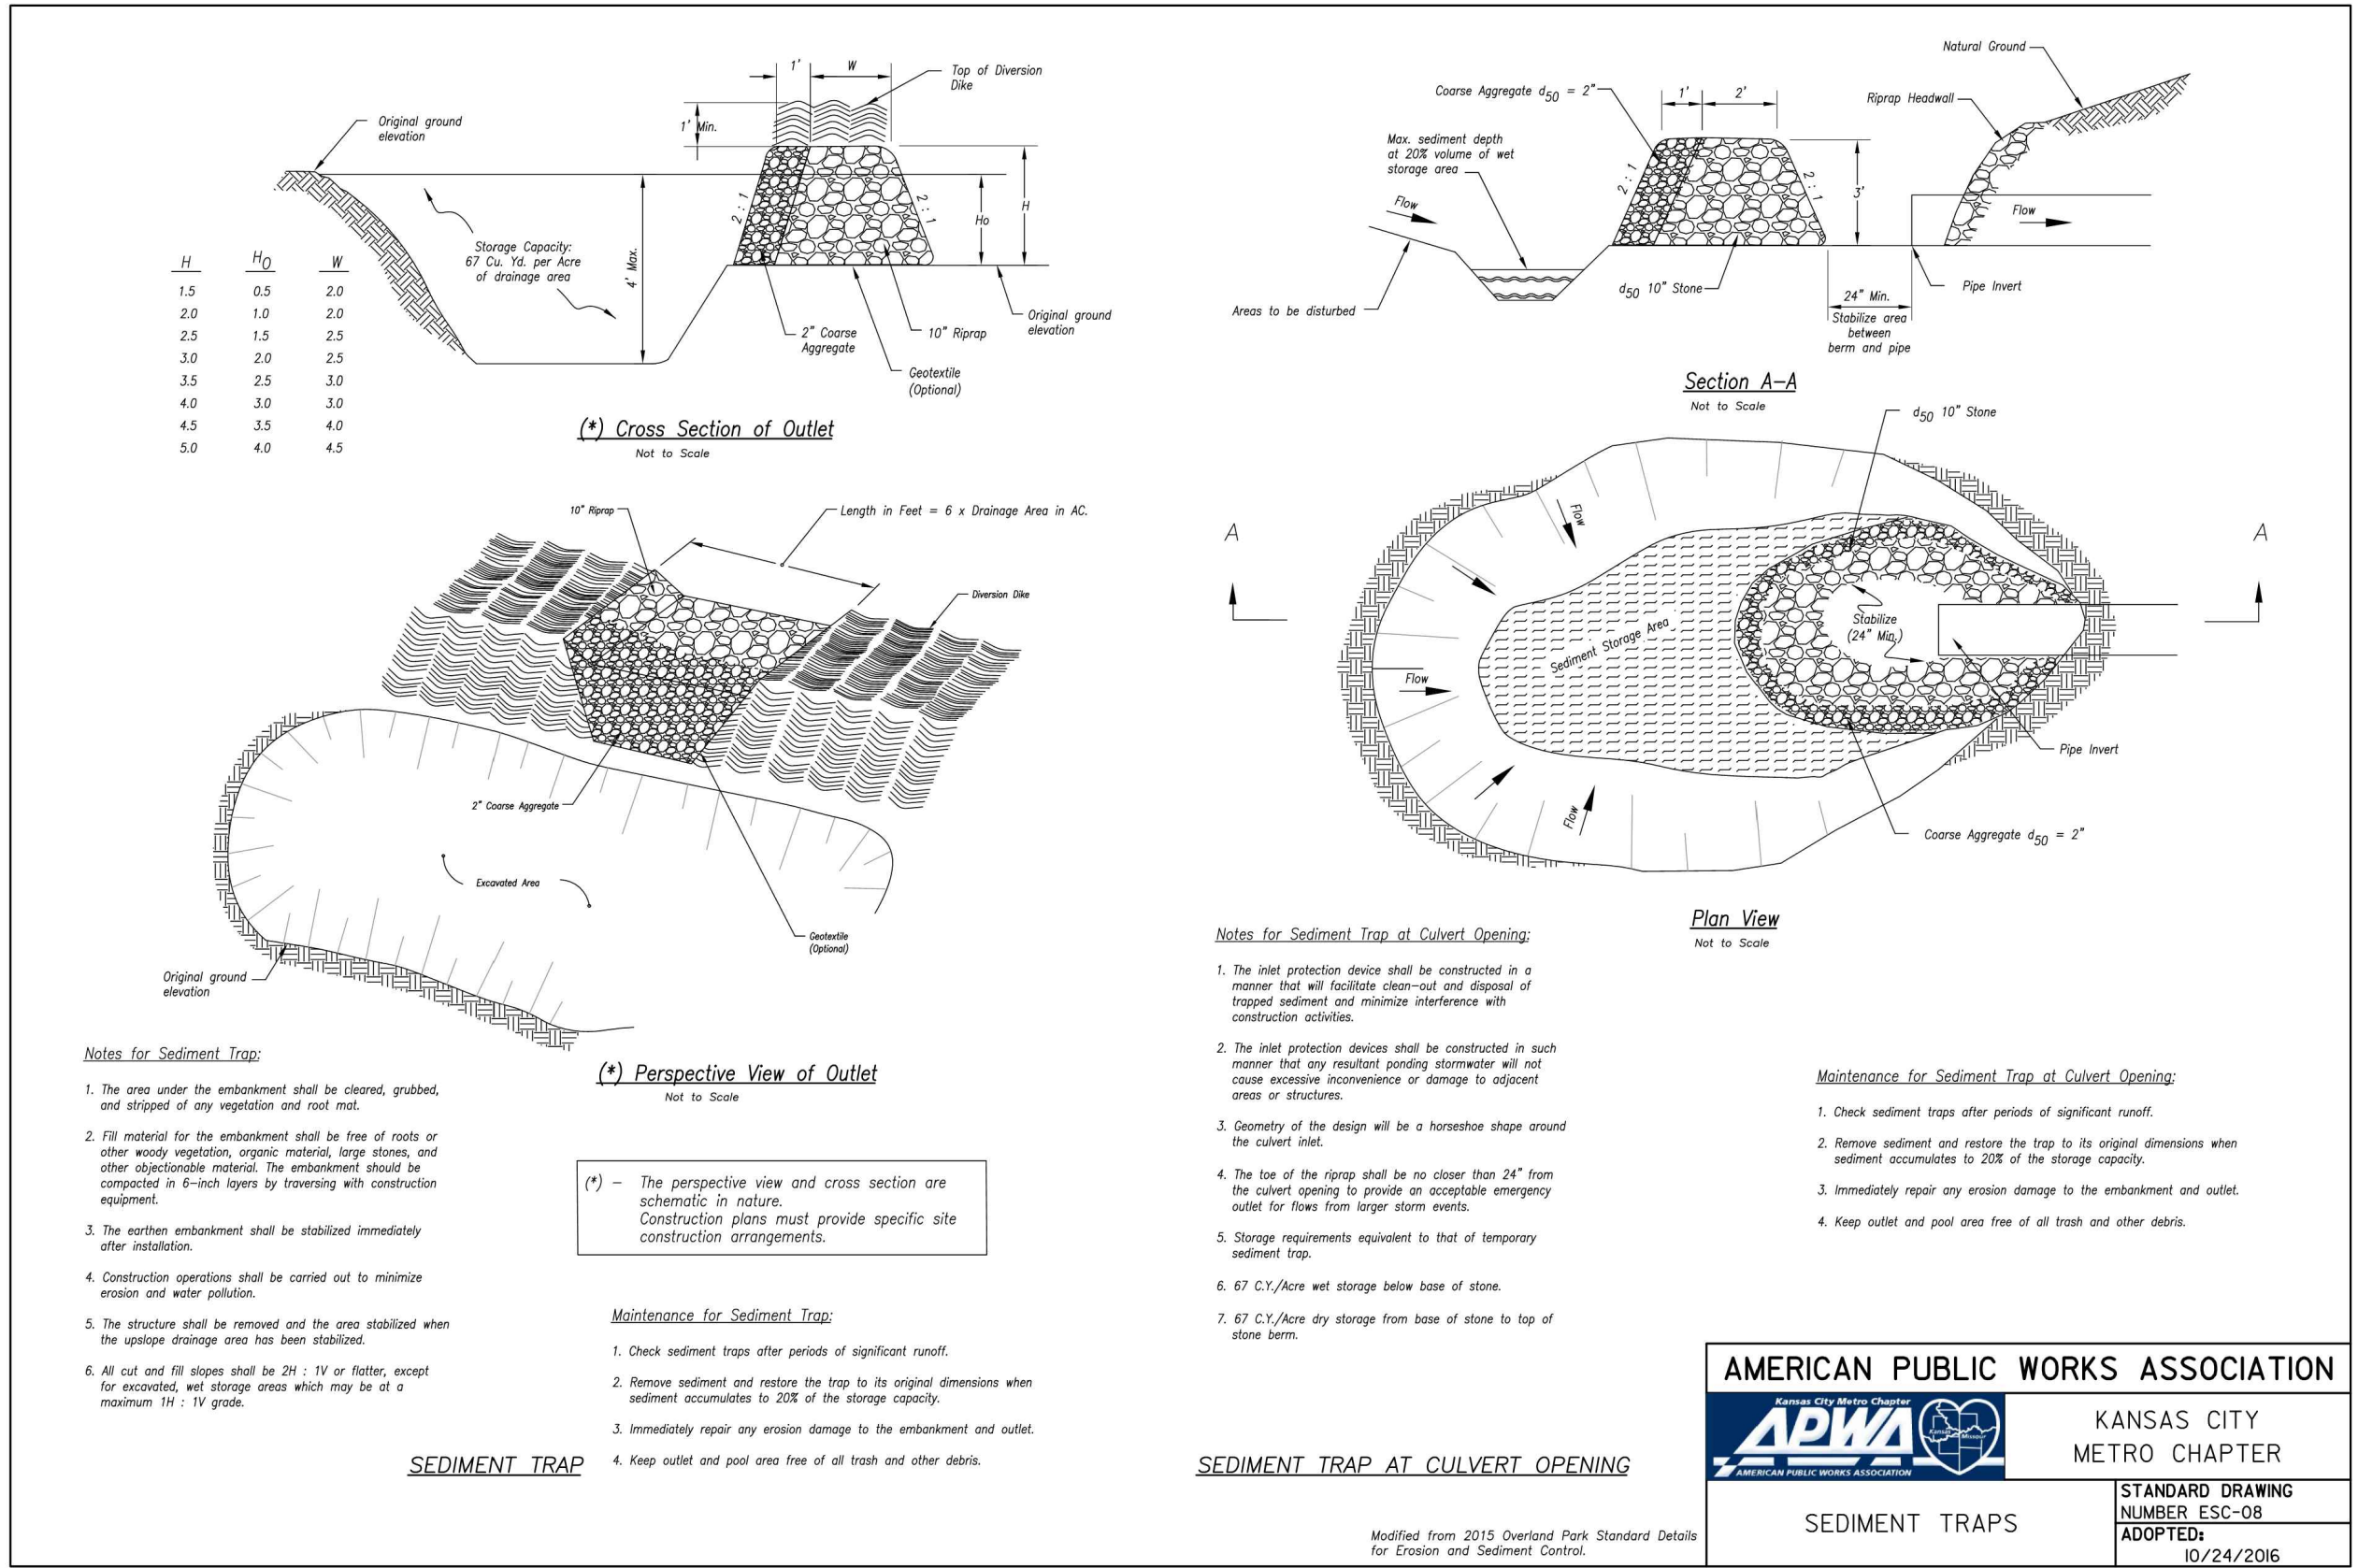 1'
W
Top of Diversion
Dike
1' Min.
Original ground
elevation
2 : 1
2 : 1
Ho
H
4' Max.
Storage Capacity:
67 Cu. Yd. per Acre
of drainage area
2" Coarse
Aggregate
10" Riprap
Original ground
elevation
Geotextile
(Optional)
H H0 W
1.5 0.5 2.0
2.0 1.0 2.0
2.5 1.5 2.5
3.0 2.0 2.5
3.5 2.5 3.0
4.0 3.0 3.0
4.5 3.5 4.0
5.0 4.0 4.5
(*) Cross Section of Outlet
Not to Scale
10" Riprap
Length in Feet = 6 x Drainage Area in AC.
Diversion Dike
2" Coarse Aggregate
Excavated Area
Geotextile
(Optional)
Original ground
elevation
(*) Perspective View of Outlet
Not to Scale
Notes for Sediment Trap:
1. The area under the embankment shall be cleared, grubbed,
and stripped of any vegetation and root mat.
2. Fill material for the embankment shall be free of roots or
other woody vegetation, organic material, large stones, and
other objectionable material. The embankment should be
compacted in 6-inch layers by traversing with construction
equipment.
3. The earthen embankment shall be stabilized immediately
after installation.
4. Construction operations shall be carried out to minimize
erosion and water pollution.
5. The structure shall be removed and the area stabilized when
the upslope drainage area has been stabilized.
6. All cut and fill slopes shall be 2H : 1V or flatter, except
for excavated, wet storage areas which may be at a
maximum 1H : 1V grade.
(*) - The perspective view and cross section are
schematic in nature.
Construction plans must provide specific site
construction arrangements.
Maintenance for Sediment Trap:
1. Check sediment traps after periods of significant runoff.
2. Remove sediment and restore the trap to its original dimensions when
sediment accumulates to 20% of the storage capacity.
3. Immediately repair any erosion damage to the embankment and outlet.
4. Keep outlet and pool area free of all trash and other debris.
SEDIMENT TRAP
Natural Ground
Coarse Aggregate d50 = 2"
1'
2'
Riprap Headwall
Max. sediment depth
at 20% volume of wet
storage area
2 : 1
2 : 1
3'
Flow
Flow
d50 10" Stone
Areas to be disturbed
24" Min.
Stabilize area
between
berm and pipe
Pipe Invert
Section A-A
Not to Scale
d50 10" Stone
A
A
Flow
Flow
Flow
Sediment Storage Area
Stabilize
(24" Min.)
Pipe Invert
Coarse Aggregate d50 = 2"
Plan View
Not to Scale
Notes for Sediment Trap at Culvert Opening:
1. The inlet protection device shall be constructed in a
manner that will facilitate clean-out and disposal of
trapped sediment and minimize interference with
construction activities.
2. The inlet protection devices shall be constructed in such
manner that any resultant ponding stormwater will not
cause excessive inconvenience or damage to adjacent
areas or structures.
3. Geometry of the design will be a horseshoe shape around
the culvert inlet.
4. The toe of the riprap shall be no closer than 24" from
the culvert opening to provide an acceptable emergency
outlet for flows from larger storm events.
5. Storage requirements equivalent to that of temporary
sediment trap.
6. 67 C.Y./Acre wet storage below base of stone.
7. 67 C.Y./Acre dry storage from base of stone to top of
stone berm.
Maintenance for Sediment Trap at Culvert Opening:
1. Check sediment traps after periods of significant runoff.
2. Remove sediment and restore the trap to its original dimensions when
sediment accumulates to 20% of the storage capacity.
3. Immediately repair any erosion damage to the embankment and outlet.
4. Keep outlet and pool area free of all trash and other debris.
SEDIMENT TRAP AT CULVERT OPENING
Modified from 2015 Overland Park Standard Details
for Erosion and Sediment Control.
AMERICAN PUBLIC WORKS ASSOCIATION
Kansas City Metro Chapter
APWA
Kansas
Missouri
AMERICAN PUBLIC WORKS ASSOCIATION
KANSAS CITY
METRO CHAPTER
SEDIMENT TRAPS
STANDARD DRAWING
NUMBER ESC-08
ADOPTED:
10/24/2016